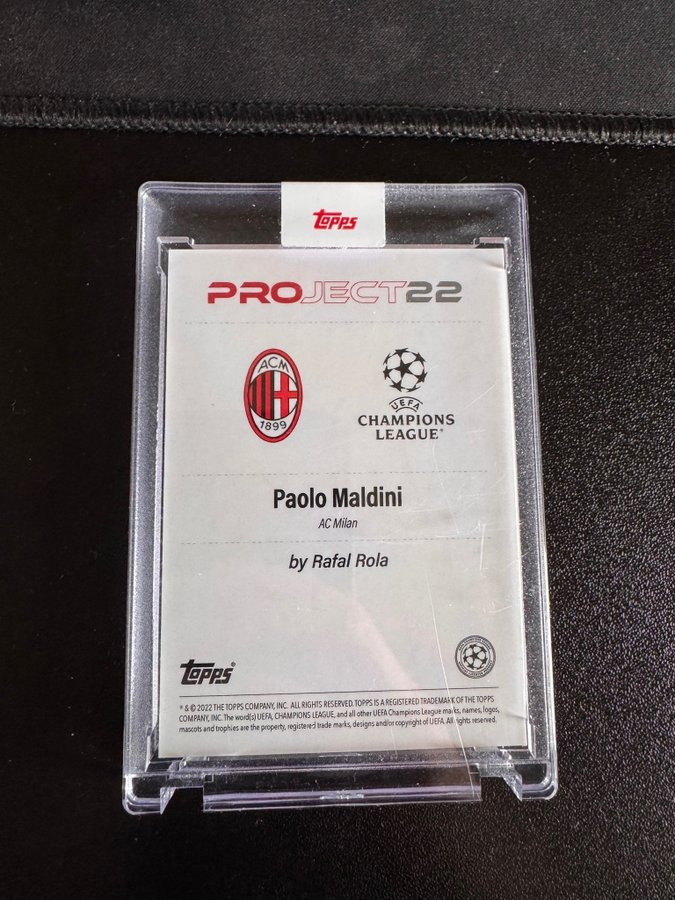 Topps
PROJECT22
ACM
1899
UEFA
CHAMPIONS
LEAGUE®
Paolo Maldini
AC Milan
by Rafal Rola
Topps®
® & © 2022 THE TOPPS COMPANY, INC. ALL RIGHTS RESERVED. TOPPS IS A REGISTERED TRADEMARK OF THE TOPPS
COMPANY, INC. The word(s) UEFA, CHAMPIONS LEAGUE, and all other UEFA Champions League marks, names, logos,
mascots and trophies are the property, registered trade marks, designs and/or copyright of UEFA. All rights reserved.